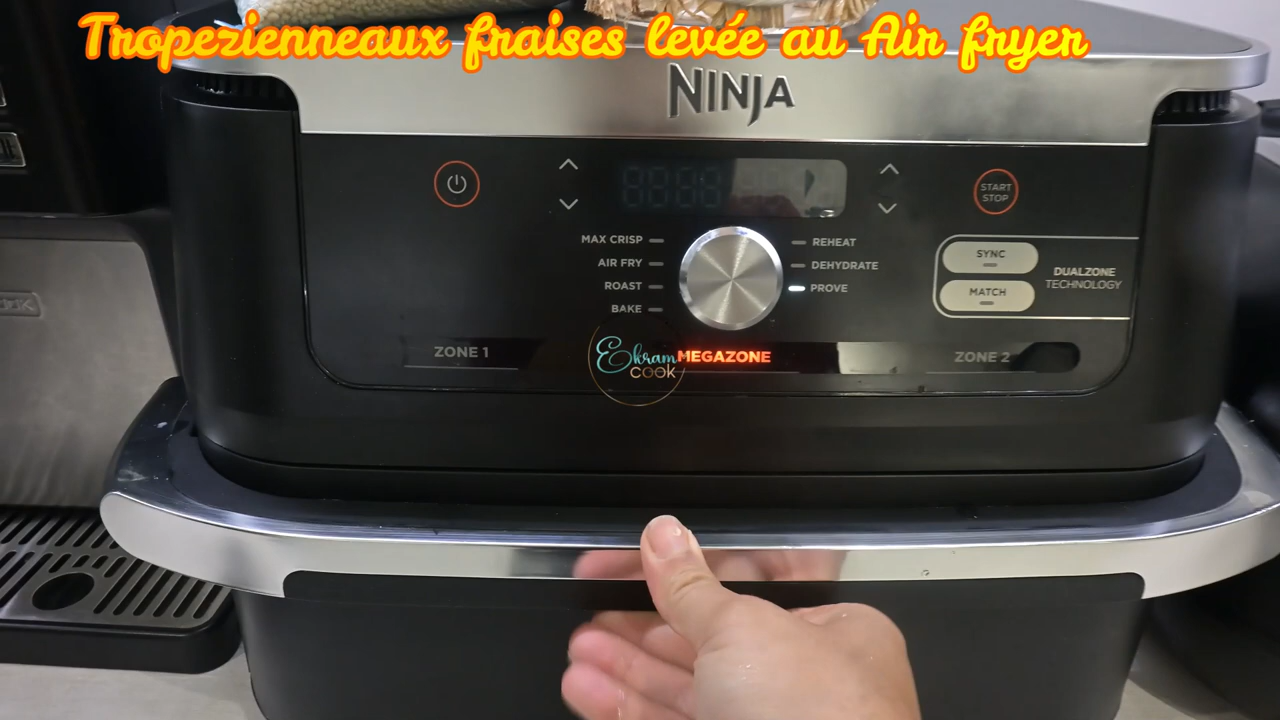 Tropezienneaux fraises levée au Air fryer
NINJA
START
STOP
MAX CRISP
AIR FRY
ROAST
BAKE
REHEAT
DEHYDRATE
PROVE
SYNC
MATCH
DUALZONE
TECHNOLOGY
ZONE 1
Ekram
cook
MEGAZONE
ZONE 2